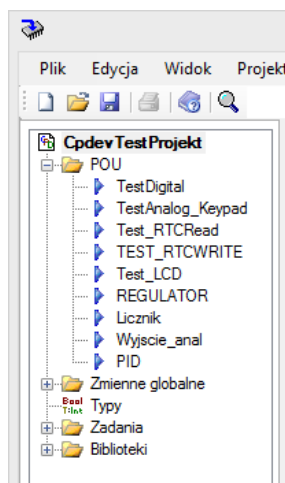 Plik Edycja Widok Projekt
CpdevTestProjekt
POU
TestDigital
TestAnalog_Keypad
Test_RTCRead
TEST_RTCWRITE
Test_LCD
REGULATOR
Licznik
Wyjscie_anal
PID
Zmienne globalne
Bool
T:Int Typy
Zadania
Biblioteki